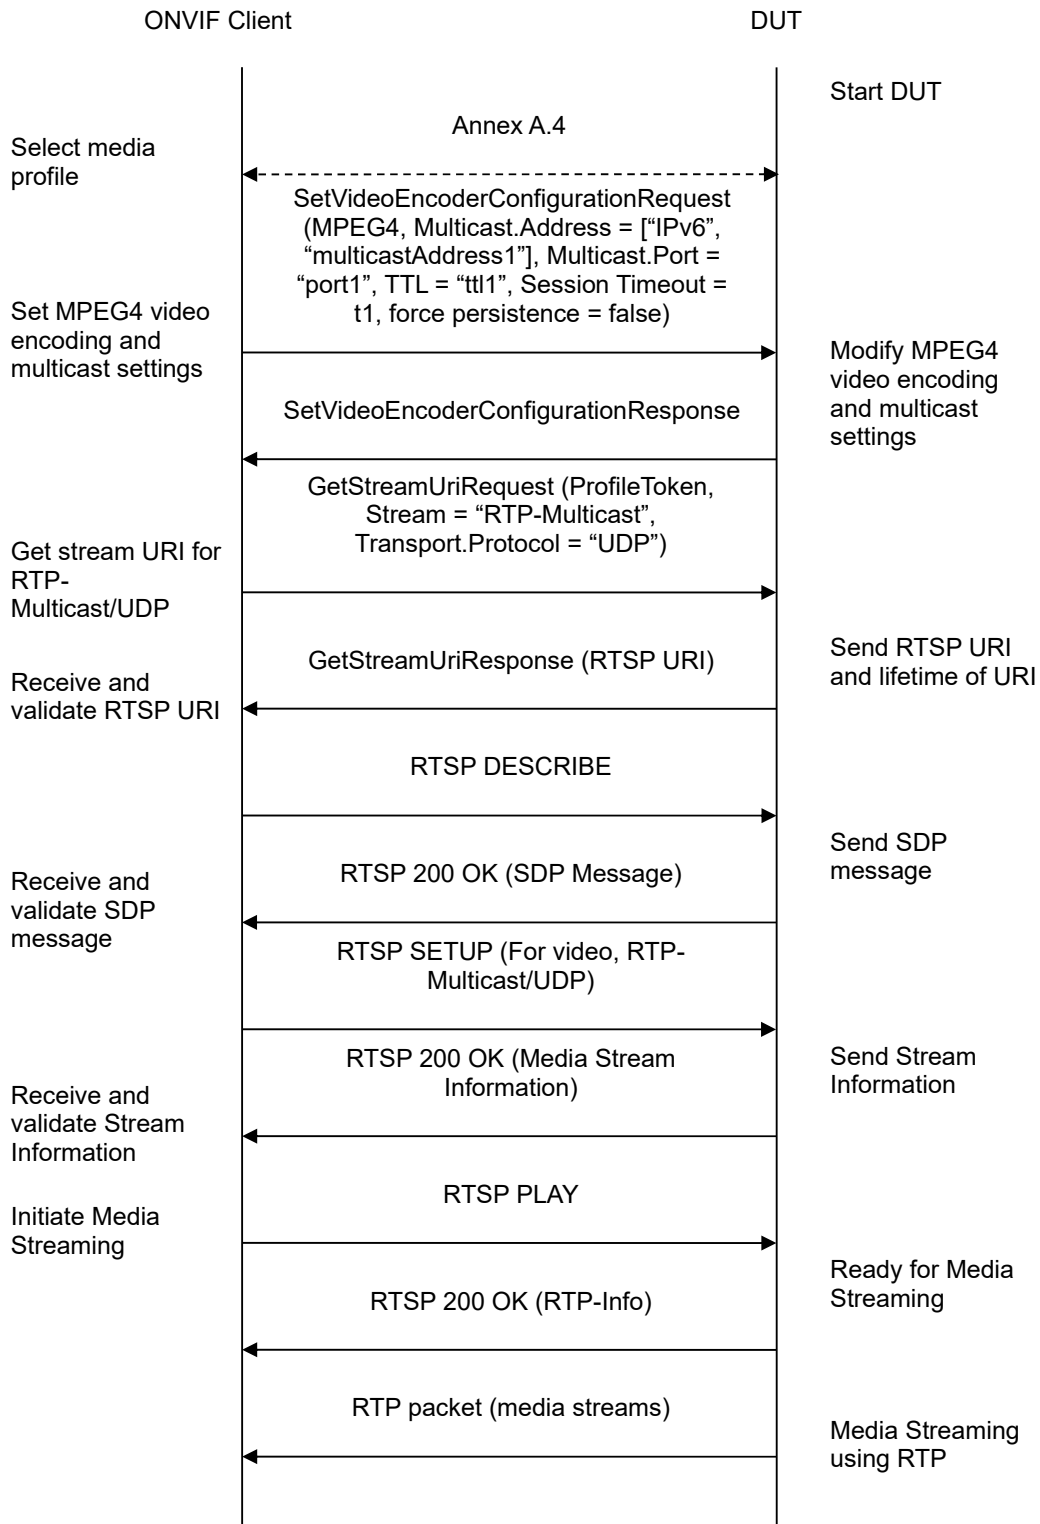 ONVIF Client
DUT
Start DUT
Annex A.4
Select media
profile
SetVideoEncoderConfigurationRequest
(MPEG4, Multicast.Address = [“IPv6”,
“multicastAddress1”], Multicast.Port =
“port1”, TTL = “ttl1”, Session Timeout =
t1, force persistence = false)
Set MPEG4 video
encoding and
multicast settings
Modify MPEG4
video encoding
and multicast
settings
SetVideoEncoderConfigurationResponse
GetStreamUriRequest (ProfileToken,
Stream = “RTP-Multicast”,
Transport.Protocol = “UDP”)
Get stream URI for
RTP-
Multicast/UDP
Send RTSP URI
and lifetime of URI
GetStreamUriResponse (RTSP URI)
Receive and
validate RTSP URI
RTSP DESCRIBE
Send SDP
message
RTSP 200 OK (SDP Message)
Receive and
validate SDP
message
RTSP SETUP (For video, RTP-
Multicast/UDP)
Send Stream
Information
RTSP 200 OK (Media Stream
Information)
Receive and
validate Stream
Information
RTSP PLAY
Initiate Media
Streaming
Ready for Media
Streaming
RTSP 200 OK (RTP-Info)
RTP packet (media streams)
Media Streaming
using RTP